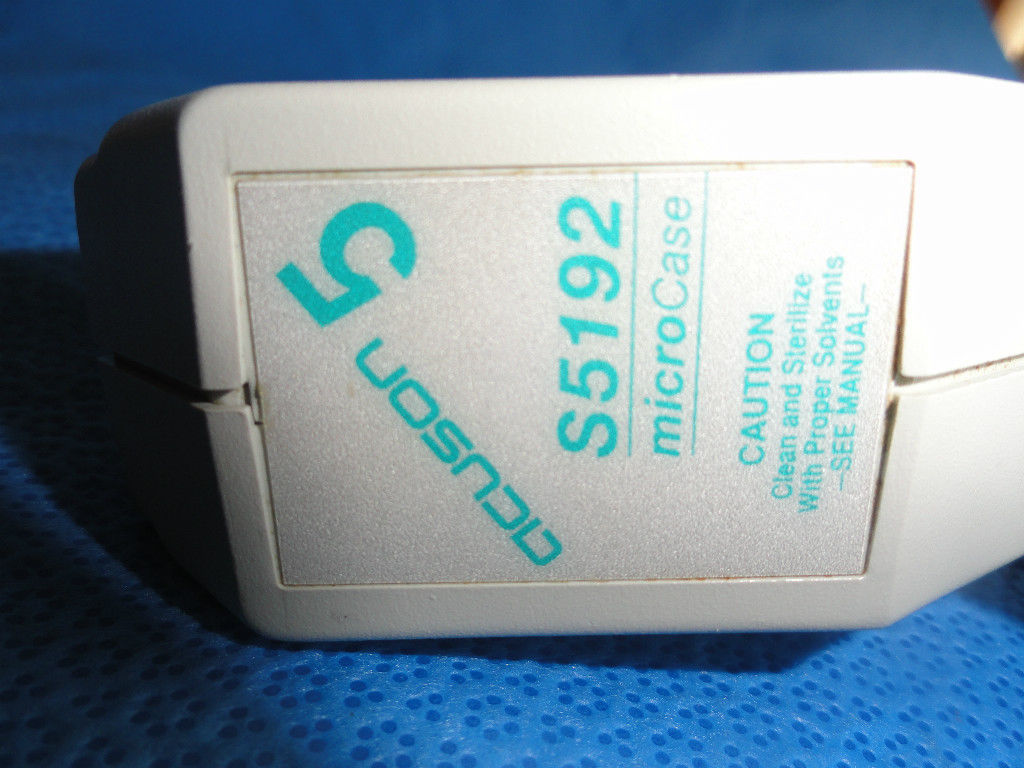 acuson 5
S5192
microCase
CAUTION
Clean and Sterilize
With Proper Solvents
—SEE MANUAL—